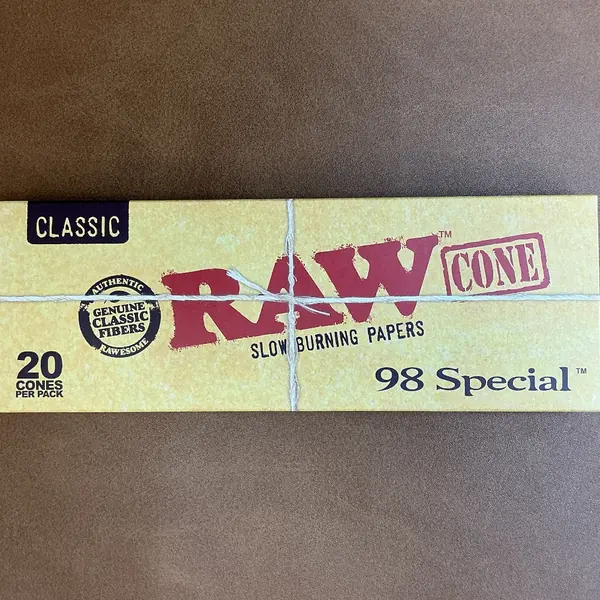 CLASSIC
AUTHENTIC
GENUINE
CLASSIC
FIBERS
RAWESOME
RAW™
CONE
SLOW BURNING PAPERS
20
CONES
PER PACK
98 Special™